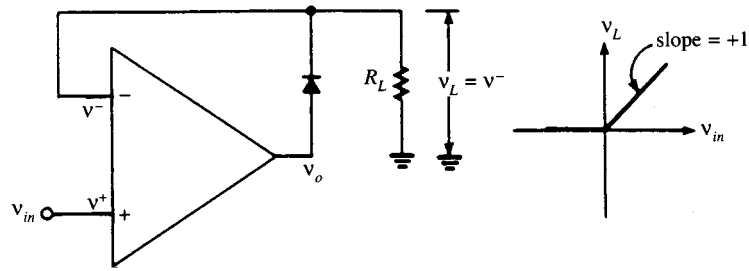 v⁻
−
v⁺
+
v_in
v_o
R_L
v_L = v⁻
v_L
slope = +1
v_in